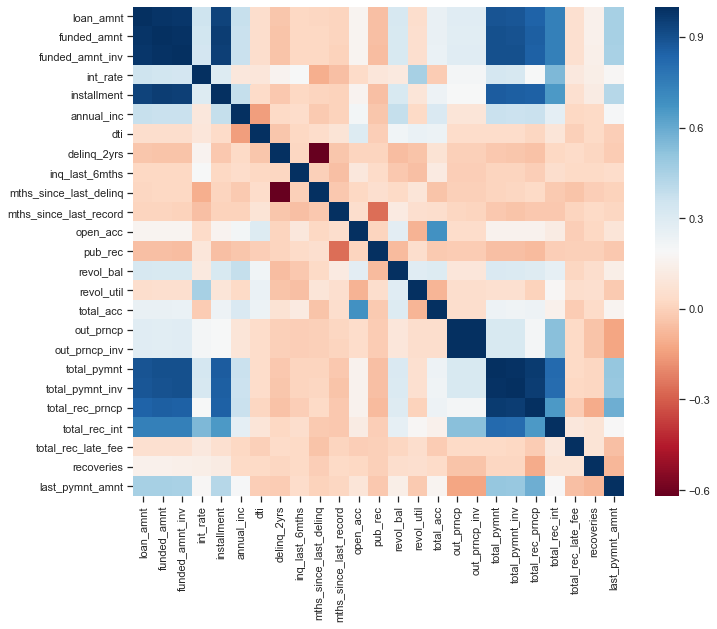 loan_amnt
funded_amnt
funded_amnt_inv
int_rate
installment
annual_inc
dti
delinq_2yrs
inq_last_6mths
mths_since_last_delinq
mths_since_last_record
open_acc
pub_rec
revol_bal
revol_util
total_acc
out_prncp
out_prncp_inv
total_pymnt
total_pymnt_inv
total_rec_prncp
total_rec_int
total_rec_late_fee
recoveries
last_pymnt_amnt
0.9
0.6
0.3
0.0
−0.3
−0.6
loan_amnt
funded_amnt
funded_amnt_inv
int_rate
installment
annual_inc
dti
delinq_2yrs
inq_last_6mths
mths_since_last_delinq
mths_since_last_record
open_acc
pub_rec
revol_bal
revol_util
total_acc
out_prncp
out_prncp_inv
total_pymnt
total_pymnt_inv
total_rec_prncp
total_rec_int
total_rec_late_fee
recoveries
last_pymnt_amnt